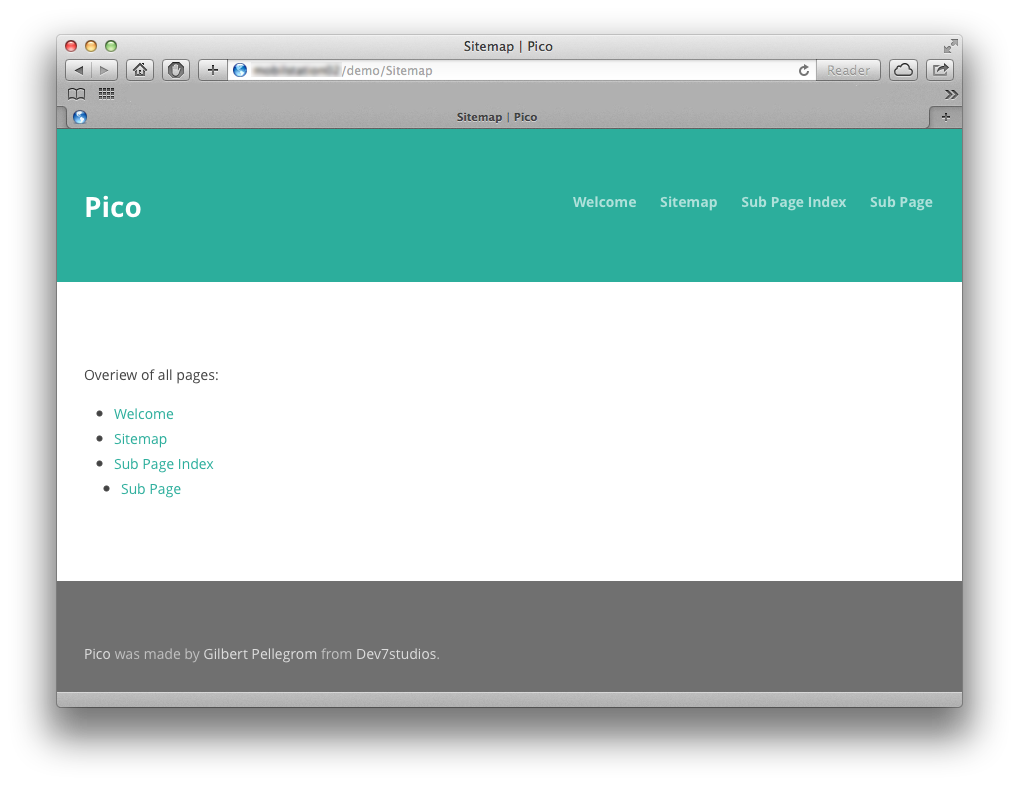 Sitemap | Pico
/demo/Sitemap
Reader
Sitemap | Pico
Pico
Welcome Sitemap Sub Page Index Sub Page
Overiew of all pages:
Welcome
Sitemap
Sub Page Index
Sub Page
Pico was made by Gilbert Pellegrom from Dev7studios.